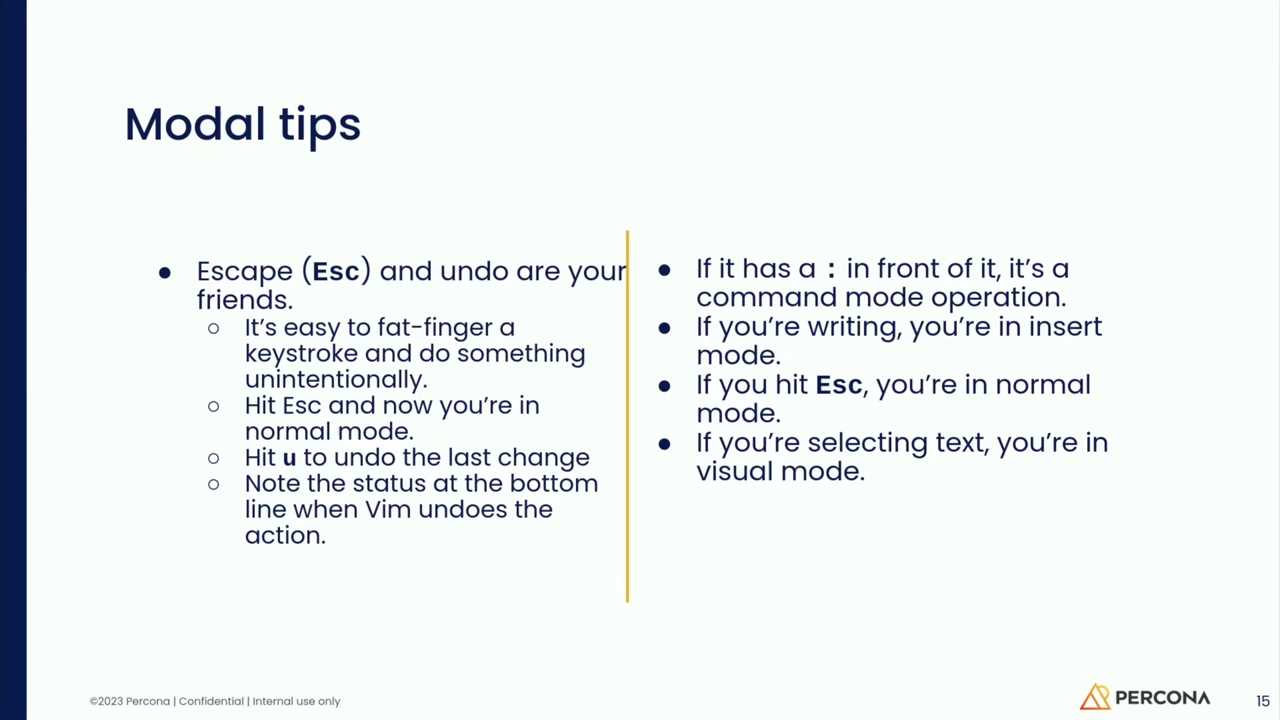 Modal tips
● Escape (Esc) and undo are your
friends.
○ It’s easy to fat-finger a
keystroke and do something
unintentionally.
○ Hit Esc and now you’re in
normal mode.
○ Hit u to undo the last change
○ Note the status at the bottom
line when Vim undoes the
action.
● If it has a : in front of it, it’s a
command mode operation.
● If you’re writing, you’re in insert
mode.
● If you hit Esc, you’re in normal
mode.
● If you’re selecting text, you’re in
visual mode.
©2023 Percona | Confidential | Internal use only
PERCONA
15